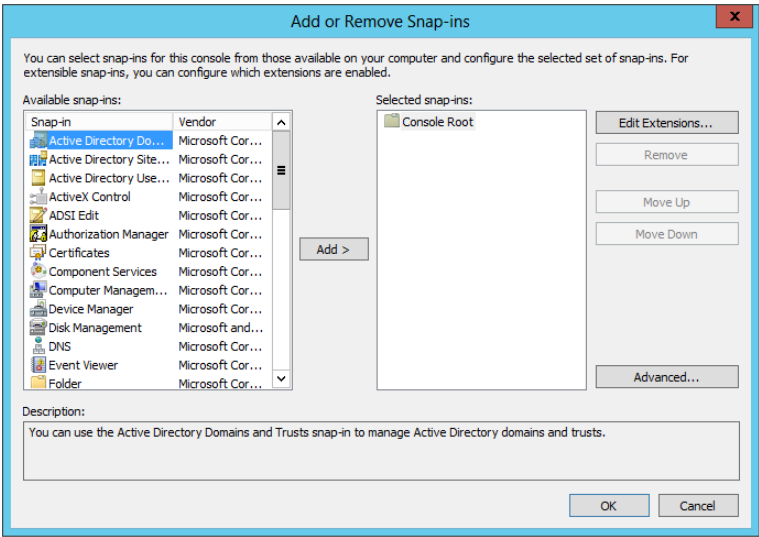 Add or Remove Snap-ins
x
You can select snap-ins for this console from those available on your computer and configure the selected set of snap-ins. For
extensible snap-ins, you can configure which extensions are enabled.
Available snap-ins:
Selected snap-ins:
Snap-in Vendor
Active Directory Do... Microsoft Cor...
Active Directory Site... Microsoft Cor...
Active Directory Use... Microsoft Cor...
ActiveX Control Microsoft Cor...
ADSI Edit Microsoft Cor...
Authorization Manager Microsoft Cor...
Certificates Microsoft Cor...
Component Services Microsoft Cor...
Computer Managem... Microsoft Cor...
Device Manager Microsoft Cor...
Disk Management Microsoft and...
DNS Microsoft Cor...
Event Viewer Microsoft Cor...
Folder Microsoft Cor...
Add >
Console Root
Edit Extensions...
Remove
Move Up
Move Down
Advanced...
Description:
You can use the Active Directory Domains and Trusts snap-in to manage Active Directory domains and trusts.
OK
Cancel